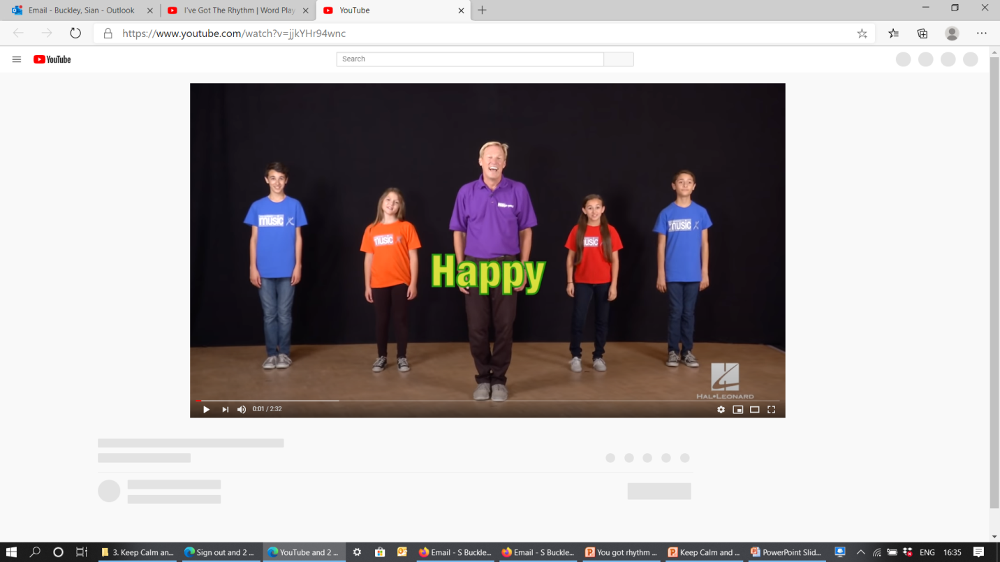 Email - Buckley, Sian - Outlook
I've Got The Rhythm | Word Play
YouTube
https://www.youtube.com/watch?v=jjkYHr94wnc
YouTube
Search
music
music
music
music
Happy
HAL•LEONARD
0:01 / 2:32
3. Keep Calm an...
Sign out and 2 ...
YouTube and 2 ...
Email - S Buckle...
Email - S Buckle...
You got rhythm ...
Keep Calm and ...
PowerPoint Slid...
ENG
16:35